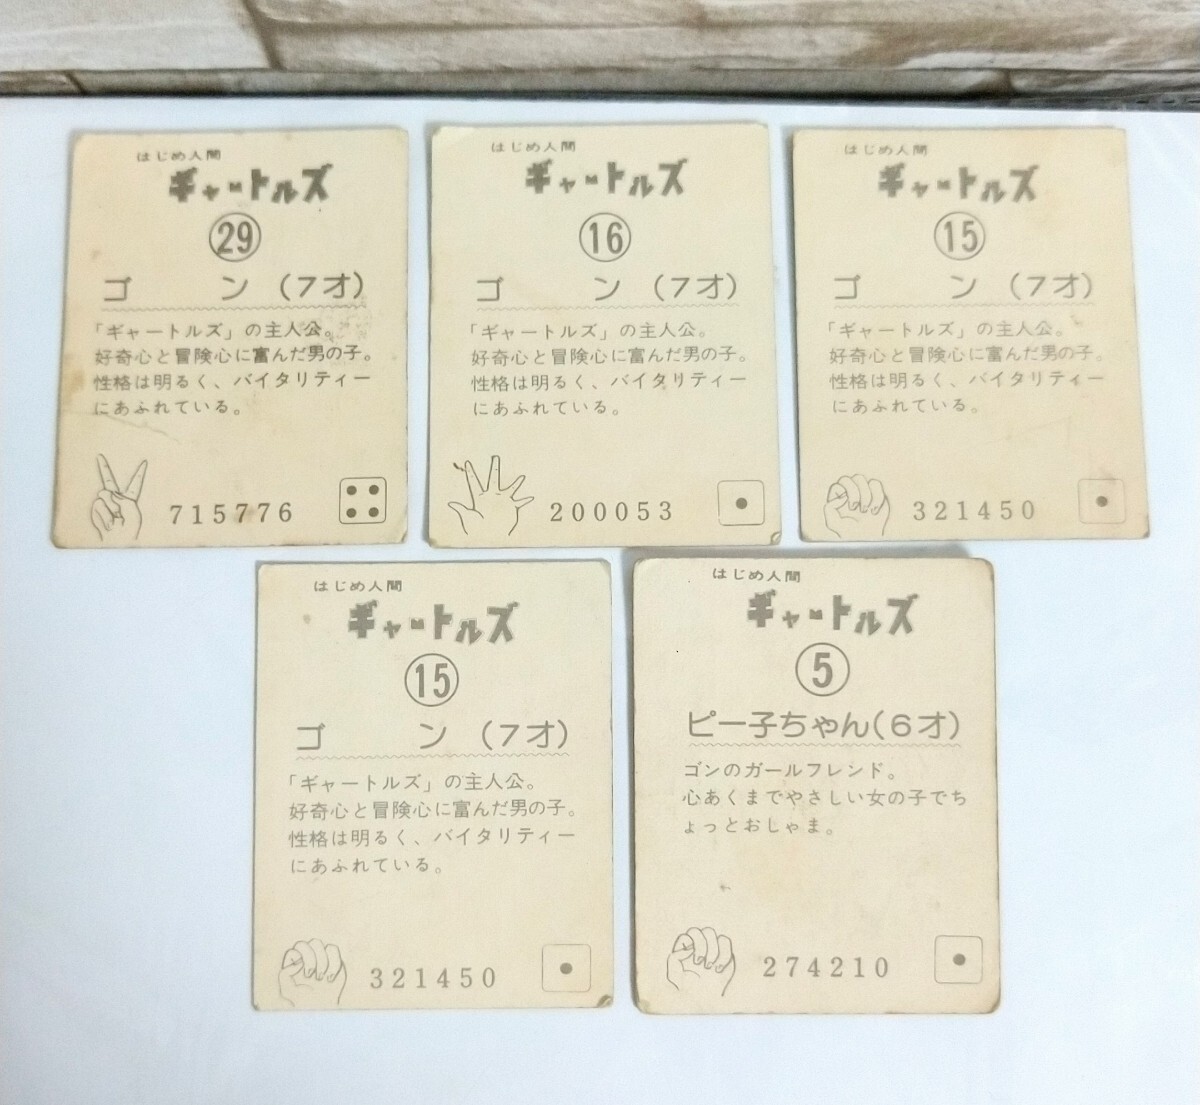 はじめ人間
ギャートルズ
29
ゴン(7才)
「ギャートルズ」の主人公。
好奇心と冒険心に富んだ男の子。
性格は明るく、バイタリティー
にあふれている。
715776
はじめ人間
ギャートルズ
16
ゴン(7才)
「ギャートルズ」の主人公。
好奇心と冒険心に富んだ男の子。
性格は明るく、バイタリティー
にあふれている。
200053
はじめ人間
ギャートルズ
15
ゴン(7才)
「ギャートルズ」の主人公。
好奇心と冒険心に富んだ男の子。
性格は明るく、バイタリティー
にあふれている。
321450
はじめ人間
ギャートルズ
15
ゴン(7才)
「ギャートルズ」の主人公。
好奇心と冒険心に富んだ男の子。
性格は明るく、バイタリティー
にあふれている。
321450
はじめ人間
ギャートルズ
5
ピー子ちゃん(6才)
ゴンのガールフレンド。
心あくまでやさしい女の子でち
ょっとおしゃま。
274210